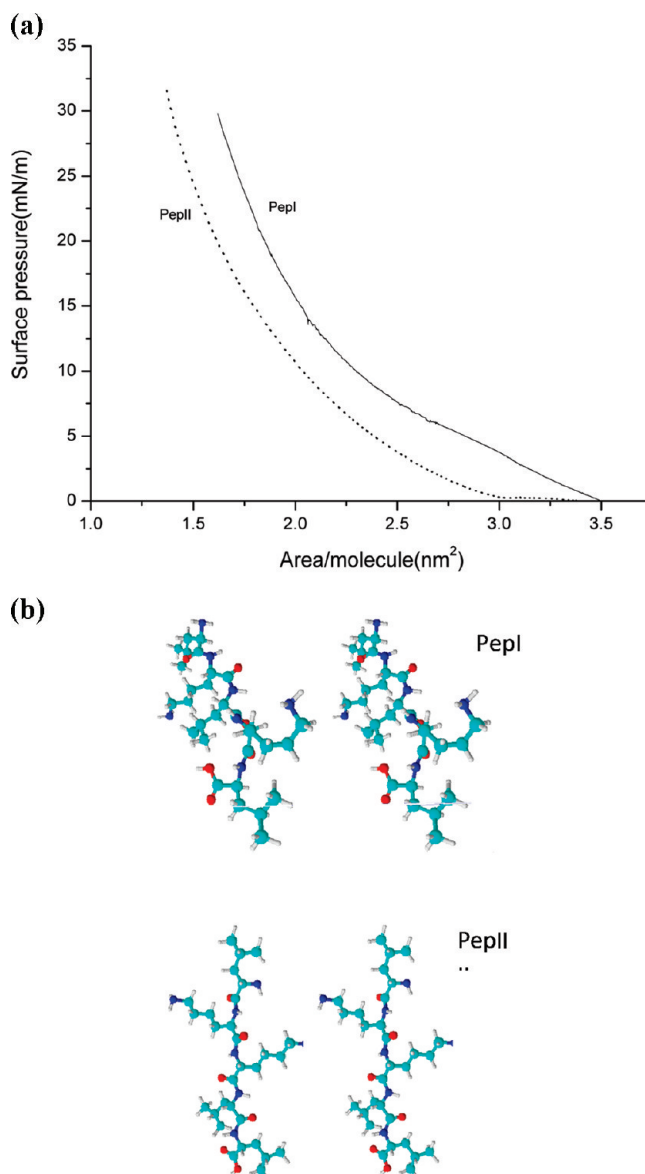 (a)
35
30
25
20
15
10
5
0
Surface pressure(mN/m)
PepII
PepI
1.0 1.5 2.0 2.5 3.0 3.5
Area/molecule(nm²)
(b)
PepI
PepII
..